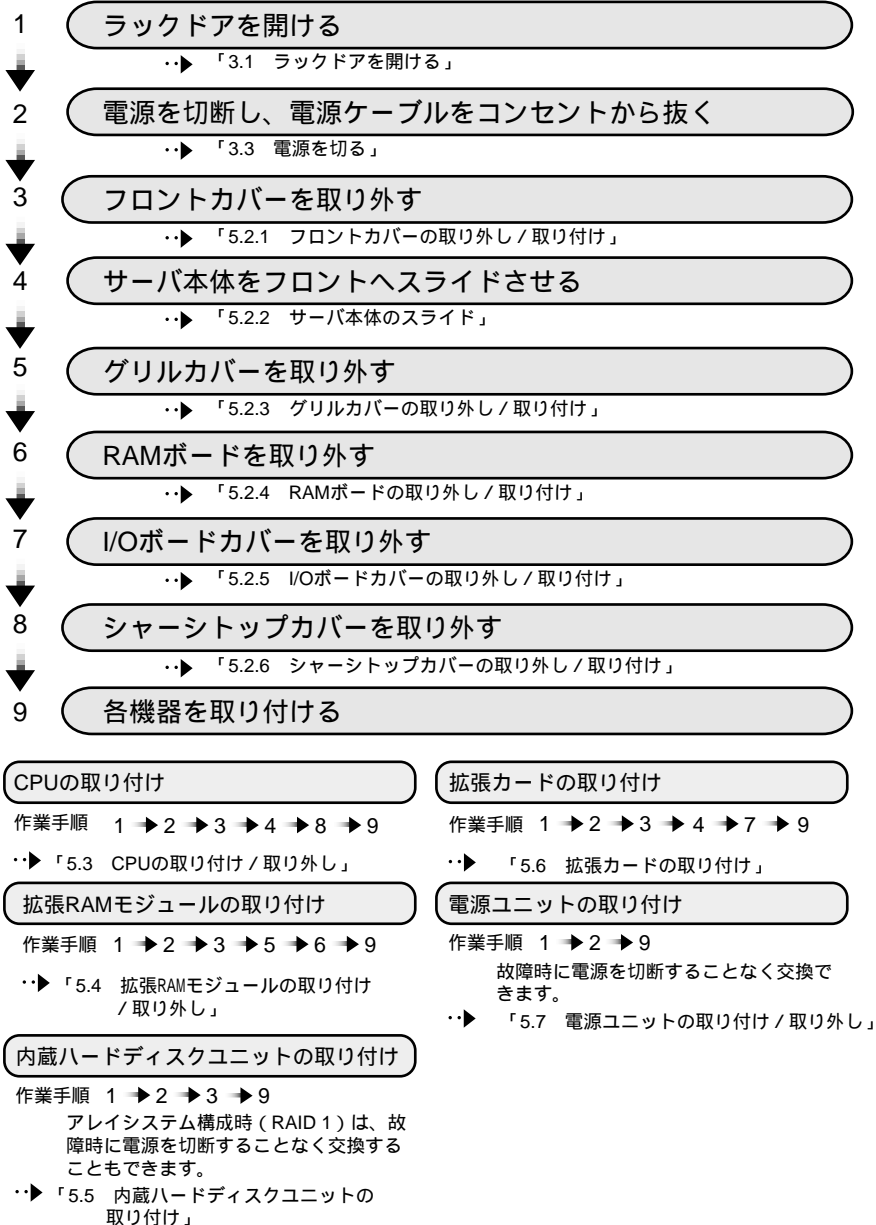 1 ラックドアを開ける
「3.1 ラックドアを開ける」
2 電源を切断し、電源ケーブルをコンセントから抜く
「3.3 電源を切る」
3 フロントカバーを取り外す
「5.2.1 フロントカバーの取り外し / 取り付け」
4 サーバ本体をフロントへスライドさせる
「5.2.2 サーバ本体のスライド」
5 グリルカバーを取り外す
「5.2.3 グリルカバーの取り外し / 取り付け」
6 RAMボードを取り外す
「5.2.4 RAMボードの取り外し / 取り付け」
7 I/Oボードカバーを取り外す
「5.2.5 I/Oボードカバーの取り外し / 取り付け」
8 シャーシトップカバーを取り外す
「5.2.6 シャーシトップカバーの取り外し / 取り付け」
9 各機器を取り付ける
CPUの取り付け
作業手順 1 → 2 → 3 → 4 → 8 → 9
「5.3 CPUの取り付け / 取り外し」
拡張RAMモジュールの取り付け
作業手順 1 → 2 → 3 → 5 → 6 → 9
「5.4 拡張RAMモジュールの取り付け
/ 取り外し」
内蔵ハードディスクユニットの取り付け
作業手順 1 → 2 → 3 → 9
アレイシステム構成時(RAID 1)は、故
障時に電源を切断することなく交換する
こともできます。
「5.5 内蔵ハードディスクユニットの
取り付け」
拡張カードの取り付け
作業手順 1 → 2 → 3 → 4 → 7 → 9
「5.6 拡張カードの取り付け」
電源ユニットの取り付け
作業手順 1 → 2 → 9
故障時に電源を切断することなく交換で
きます。
「5.7 電源ユニットの取り付け / 取り外し」